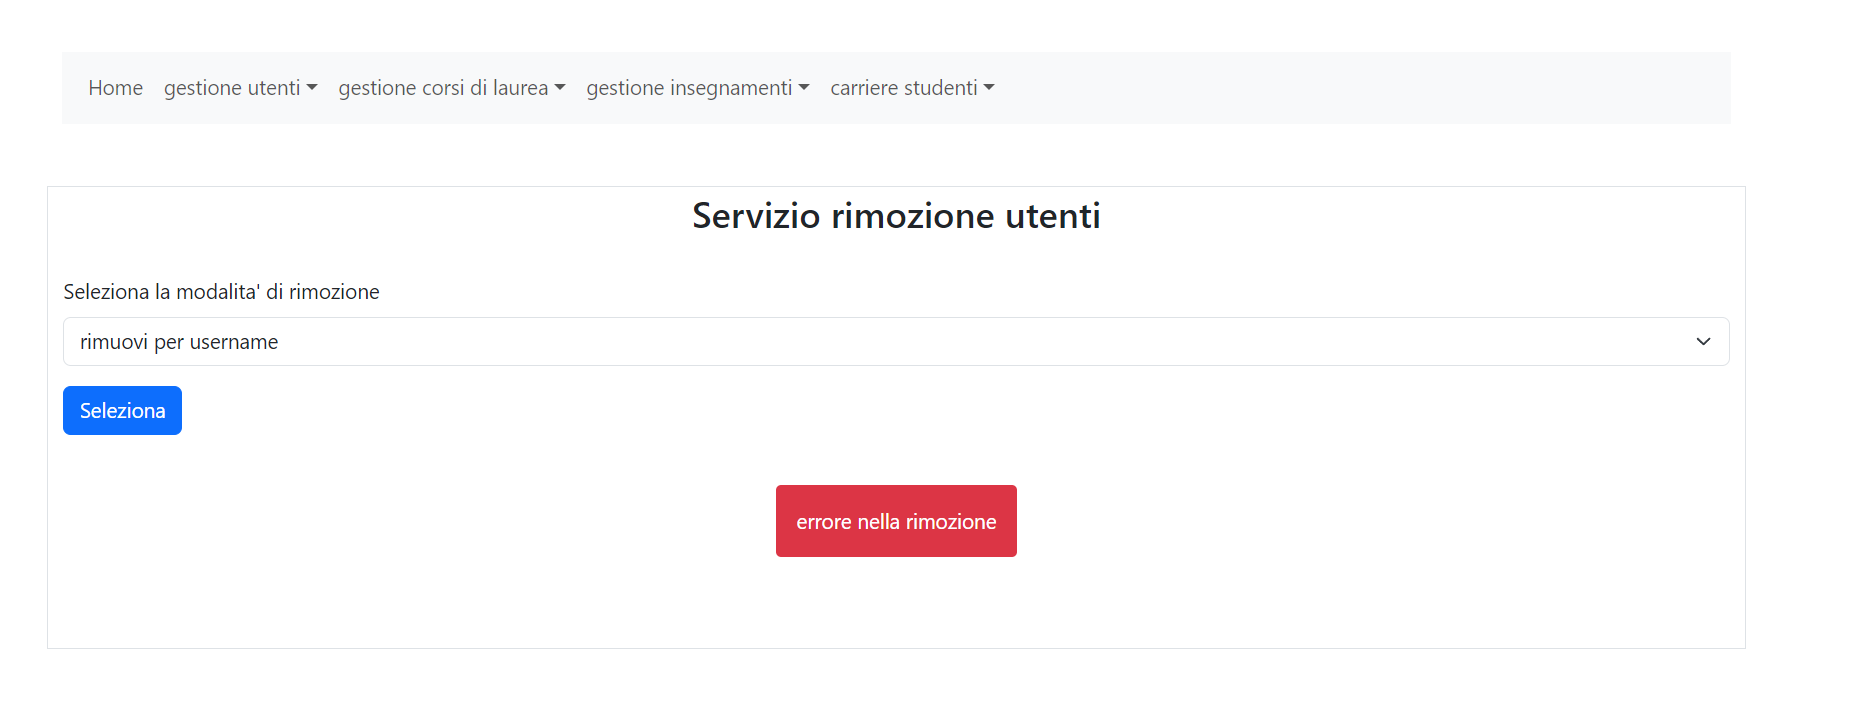 Home gestione utenti gestione corsi di laurea gestione insegnamenti carriere studenti
Servizio rimozione utenti
Seleziona la modalita' di rimozione
rimuovi per username
Seleziona
errore nella rimozione